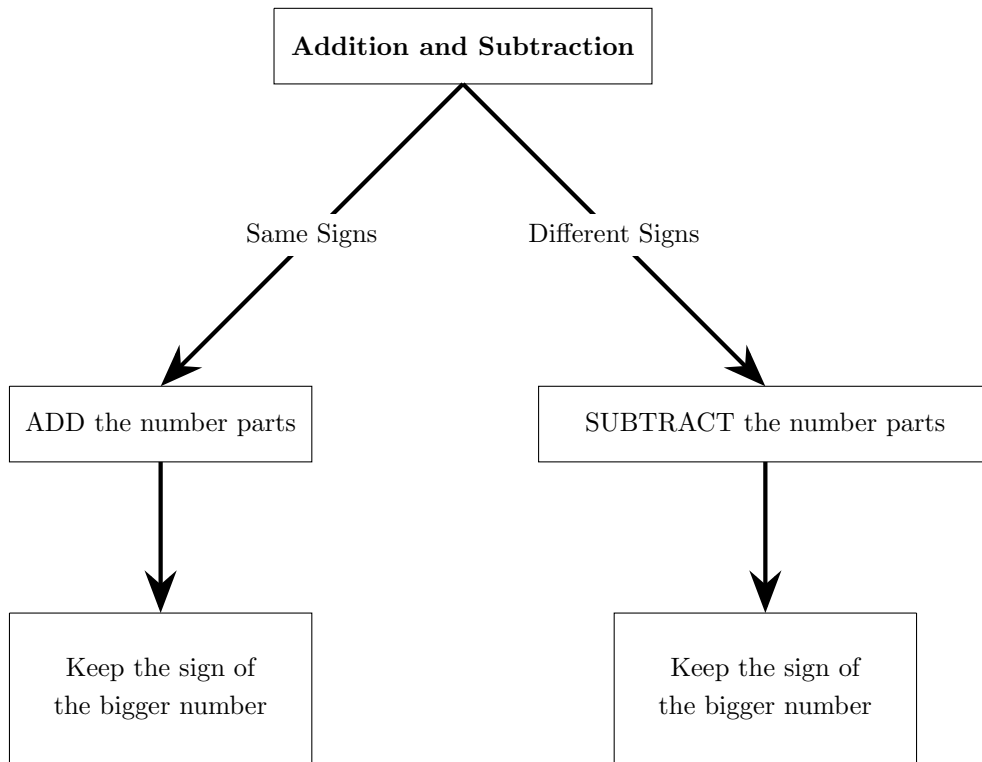 Addition and Subtraction
Same Signs
Different Signs
ADD the number parts
SUBTRACT the number parts
Keep the sign of
the bigger number
Keep the sign of
the bigger number